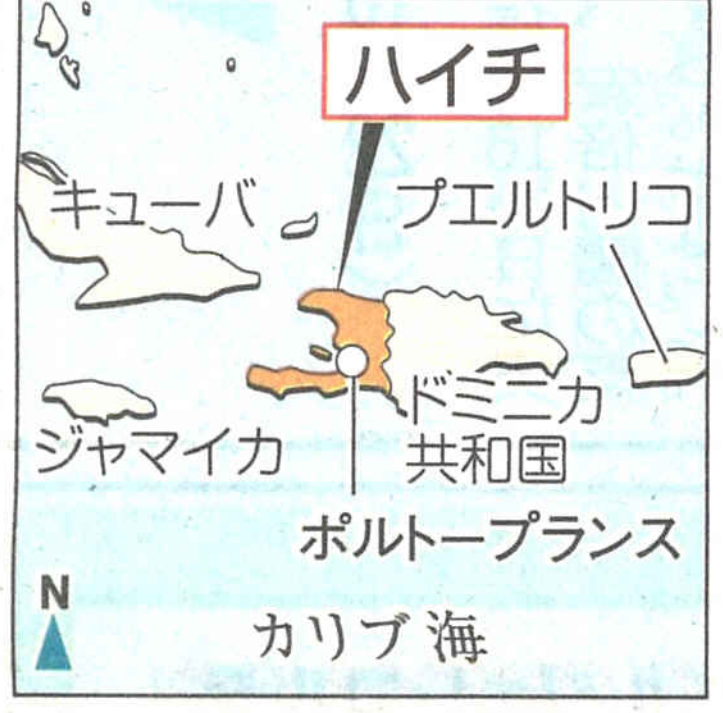 ハイチ
キューバ
プエルトリコ
ドミニカ
共和国
ジャマイカ
ポルトープランス
N
カリブ海